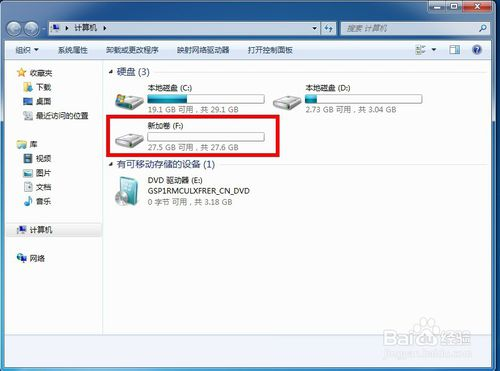 计算机
搜索 计算机
组织
系统属性
卸载或更改程序
映射网络驱动器
打开控制面板
收藏夹
下载
桌面
最近访问的位置
库
视频
图片
文档
音乐
计算机
网络
硬盘 (3)
本地磁盘 (C:)
19.1 GB 可用，共 29.1 GB
本地磁盘 (D:)
2.73 GB 可用，共 3.04 GB
新加卷 (F:)
27.5 GB 可用，共 27.6 GB
有可移动存储的设备 (1)
DVD 驱动器 (E:)
GSP1RMCULXFRER_CN_DVD
0 字节 可用，共 3.18 GB
Baidu 经验
jingyan.baidu.com